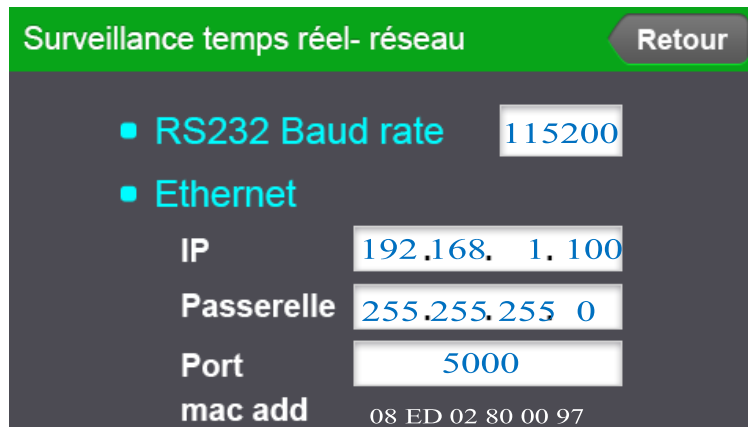 Surveillance temps réel- réseau Retour
RS232 Baud rate 115200
Ethernet
IP 192.168. 1. 100
Passerelle 255.255.255 0
Port 5000
mac add 08 ED 02 80 00 97